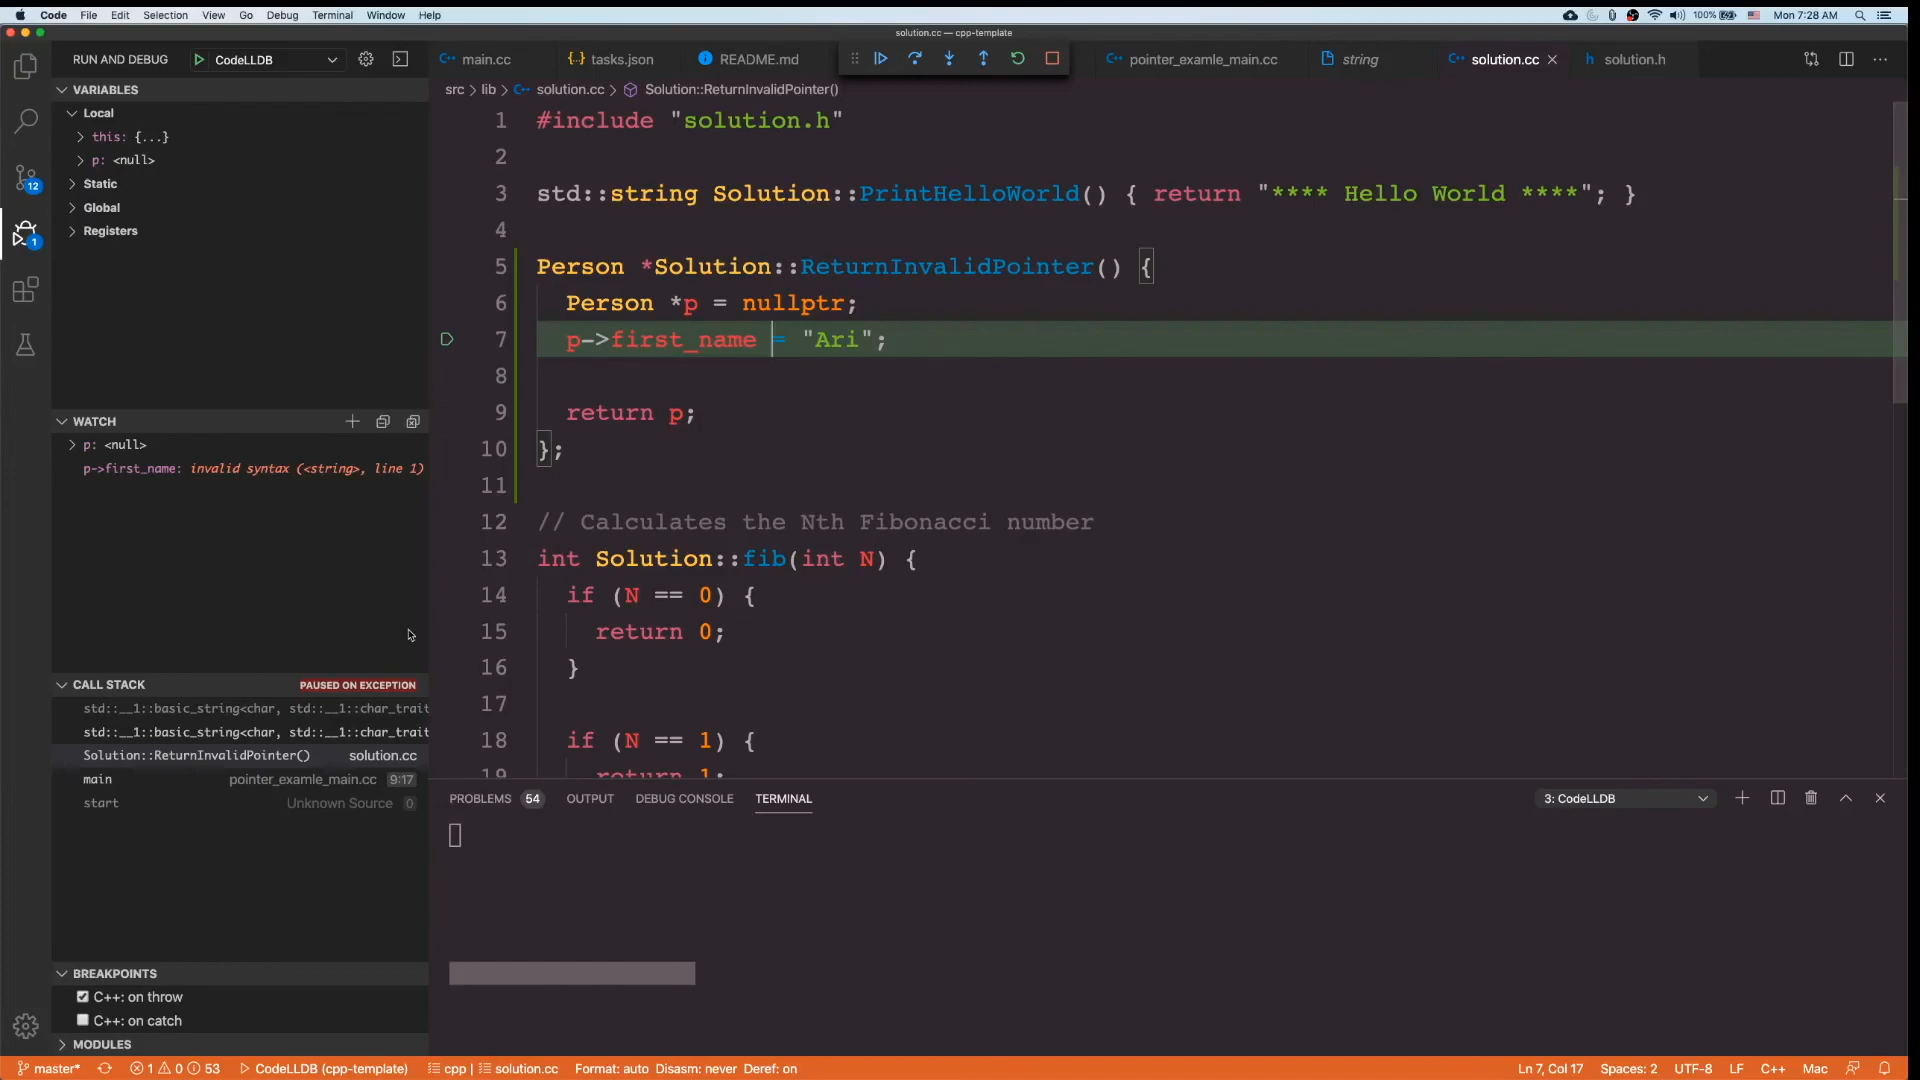 Code File Edit Selection View Go Debug Terminal Window Help 100% Mon 7:28 AM
solution.cc — cpp-template
RUN AND DEBUG CodeLLDB
main.cc tasks.json README.md pointer_examle_main.cc string solution.cc solution.h
src > lib > solution.cc > Solution::ReturnInvalidPointer()
VARIABLES
Local
this: {...}
p: <null>
Static
Global
Registers
WATCH
p: <null>
p->first_name: invalid syntax (<string>, line 1)
CALL STACK PAUSED ON EXCEPTION
std::__1::basic_string<char, std::__1::char_trait
std::__1::basic_string<char, std::__1::char_trait
Solution::ReturnInvalidPointer() solution.cc
main pointer_examle_main.cc 9:17
start Unknown Source 0
BREAKPOINTS
C++: on throw
C++: on catch
MODULES
12
1
1 #include "solution.h"
2
3 std::string Solution::PrintHelloWorld() { return "**** Hello World ****"; }
4
5 Person *Solution::ReturnInvalidPointer() {
6 Person *p = nullptr;
7 p->first_name = "Ari";
8
9 return p;
10 };
11
12 // Calculates the Nth Fibonacci number
13 int Solution::fib(int N) {
14 if (N == 0) {
15 return 0;
16 }
17
18 if (N == 1) {
19 return 1;
PROBLEMS 54 OUTPUT DEBUG CONSOLE TERMINAL 3: CodeLLDB
master* 1 0 53 CodeLLDB (cpp-template) cpp | solution.cc Format: auto Disasm: never Deref: on Ln 7, Col 17 Spaces: 2 UTF-8 LF C++ Mac